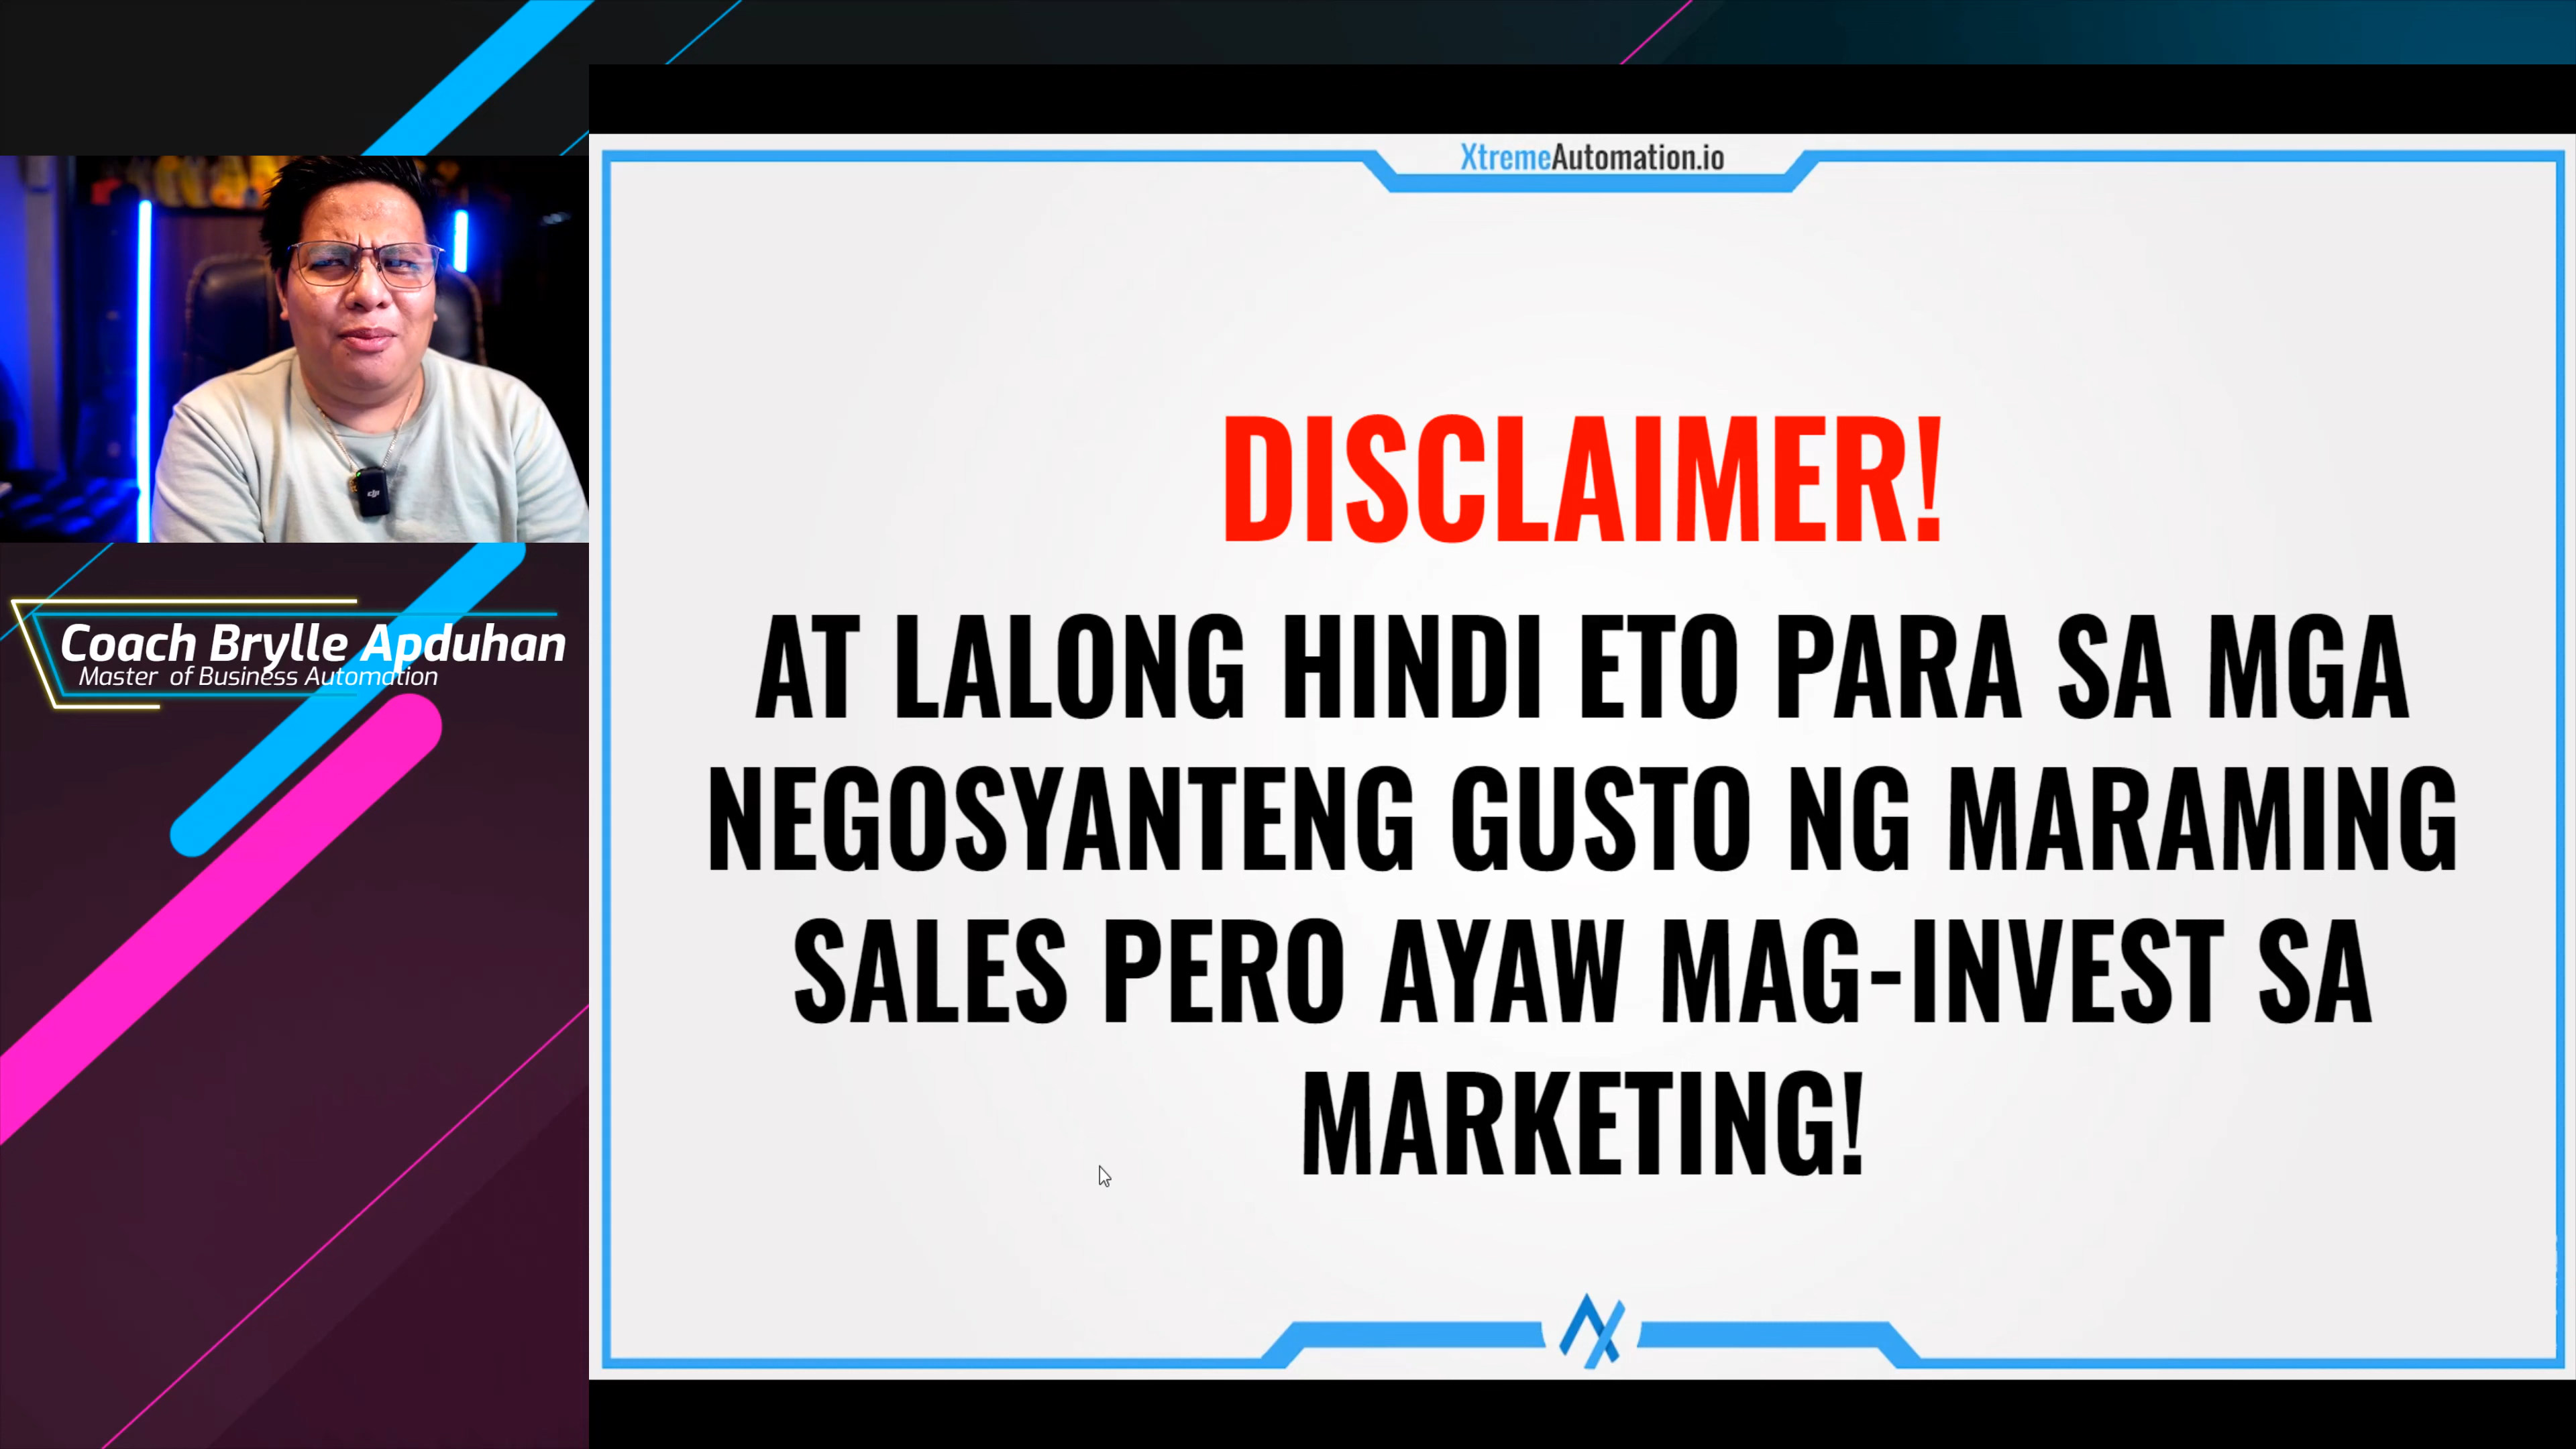 XtremeAutomation.io
Coach Brylle Apduhan
Master of Business Automation
DISCLAIMER!
AT LALONG HINDI ETO PARA SA MGA
NEGOSYANTENG GUSTO NG MARAMING
SALES PERO AYAW MAG-INVEST SA
MARKETING!
dji